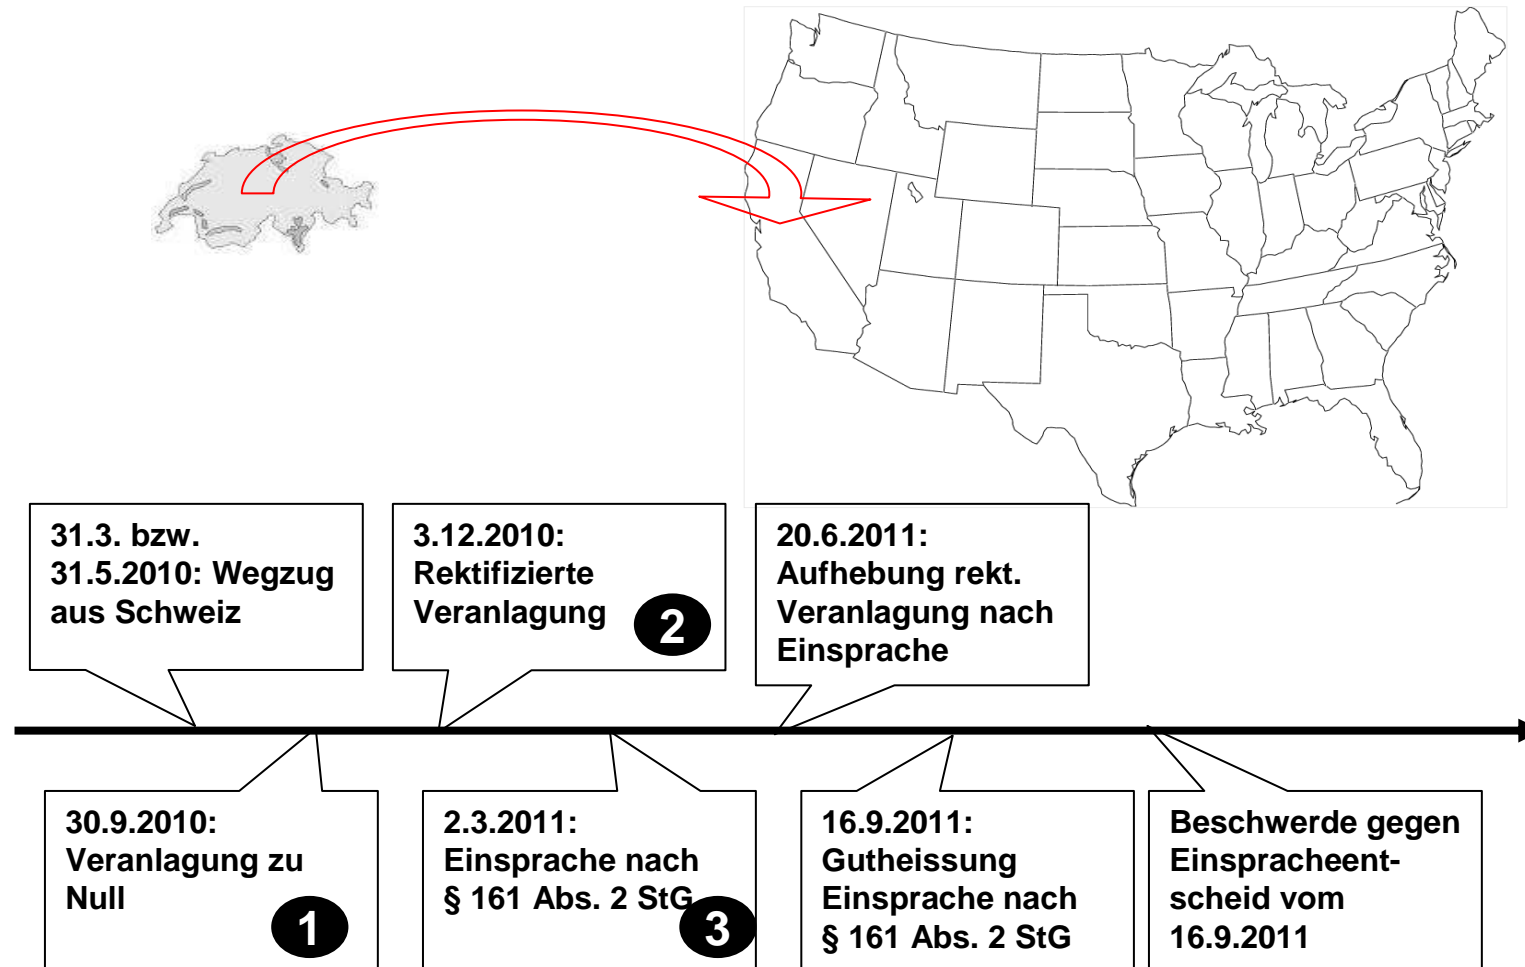 31.3. bzw.
31.5.2010: Wegzug
aus Schweiz
3.12.2010:
Rektifizierte
Veranlagung
2
20.6.2011:
Aufhebung rekt.
Veranlagung nach
Einsprache
30.9.2010:
Veranlagung zu
Null
1
2.3.2011:
Einsprache nach
§ 161 Abs. 2 StG
3
16.9.2011:
Gutheissung
Einsprache nach
§ 161 Abs. 2 StG
Beschwerde gegen
Einspracheent-
scheid vom
16.9.2011